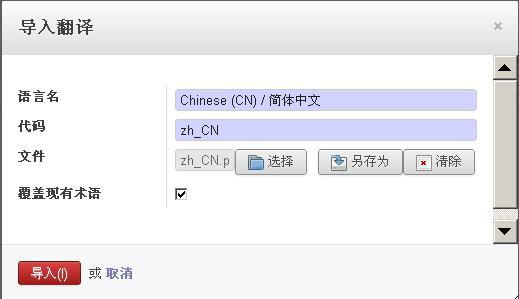 导入翻译
×
语言名 Chinese (CN) / 简体中文
代码 zh_CN
文件 zh_CN.p 选择 另存为 清除
覆盖现有术语
导入(I) 或 取消